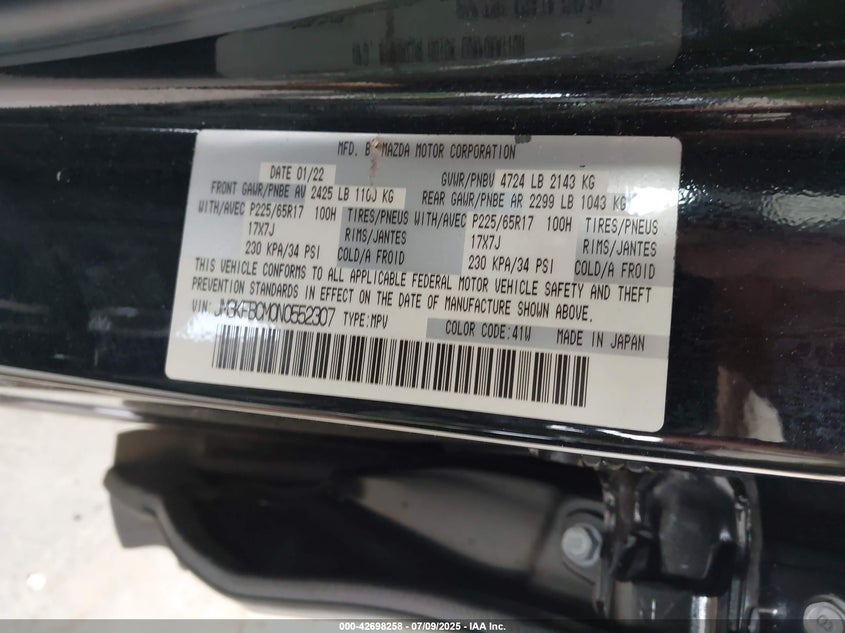 MFD. BY MAZDA MOTOR CORPORATION
DATE 01/22
GVWR/PNBV 4724 LB 2143 KG
FRONT GAWR/PNBE AV 2425 LB 1100 KG
REAR GAWR/PNBE AR 2299 LB 1043 KG
WITH/AVEC P225/65R17 100H TIRES/PNEUS WITH/AVEC P225/65R17 100H TIRES/PNEUS
17X7J RIMS/JANTES 17X7J RIMS/JANTES
230 KPA/34 PSI COLD/A FROID 230 KPA/34 PSI COLD/A FROID
THIS VEHICLE CONFORMS TO ALL APPLICABLE FEDERAL MOTOR VEHICLE SAFETY AND THEFT
PREVENTION STANDARDS IN EFFECT ON THE DATE OF MANUFACTURE SHOWN ABOVE.
VIN: JM3KFBCM0N0552307 TYPE:MPV
COLOR CODE:41W MADE IN JAPAN
000-42698258 - 07/09/2025 - IAA Inc.